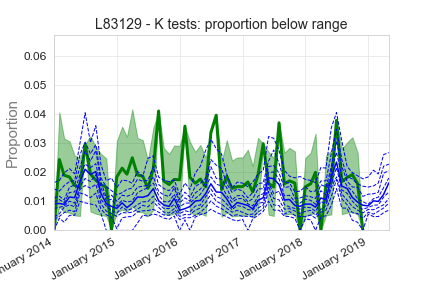 L83129 - K tests: proportion below range
Proportion
0.06
0.05
0.04
0.03
0.02
0.01
0.00
nuary 2014
January 2015
January 2016
January 2017
January 2018
January 2019